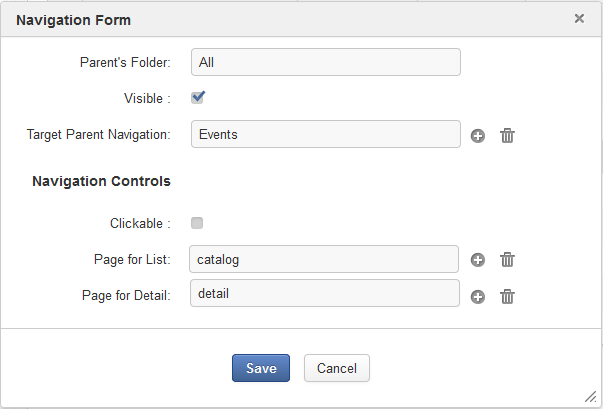 Navigation Form
Parent's Folder: All
Visible :
Target Parent Navigation: Events
Navigation Controls
Clickable :
Page for List: catalog
Page for Detail: detail
Save Cancel